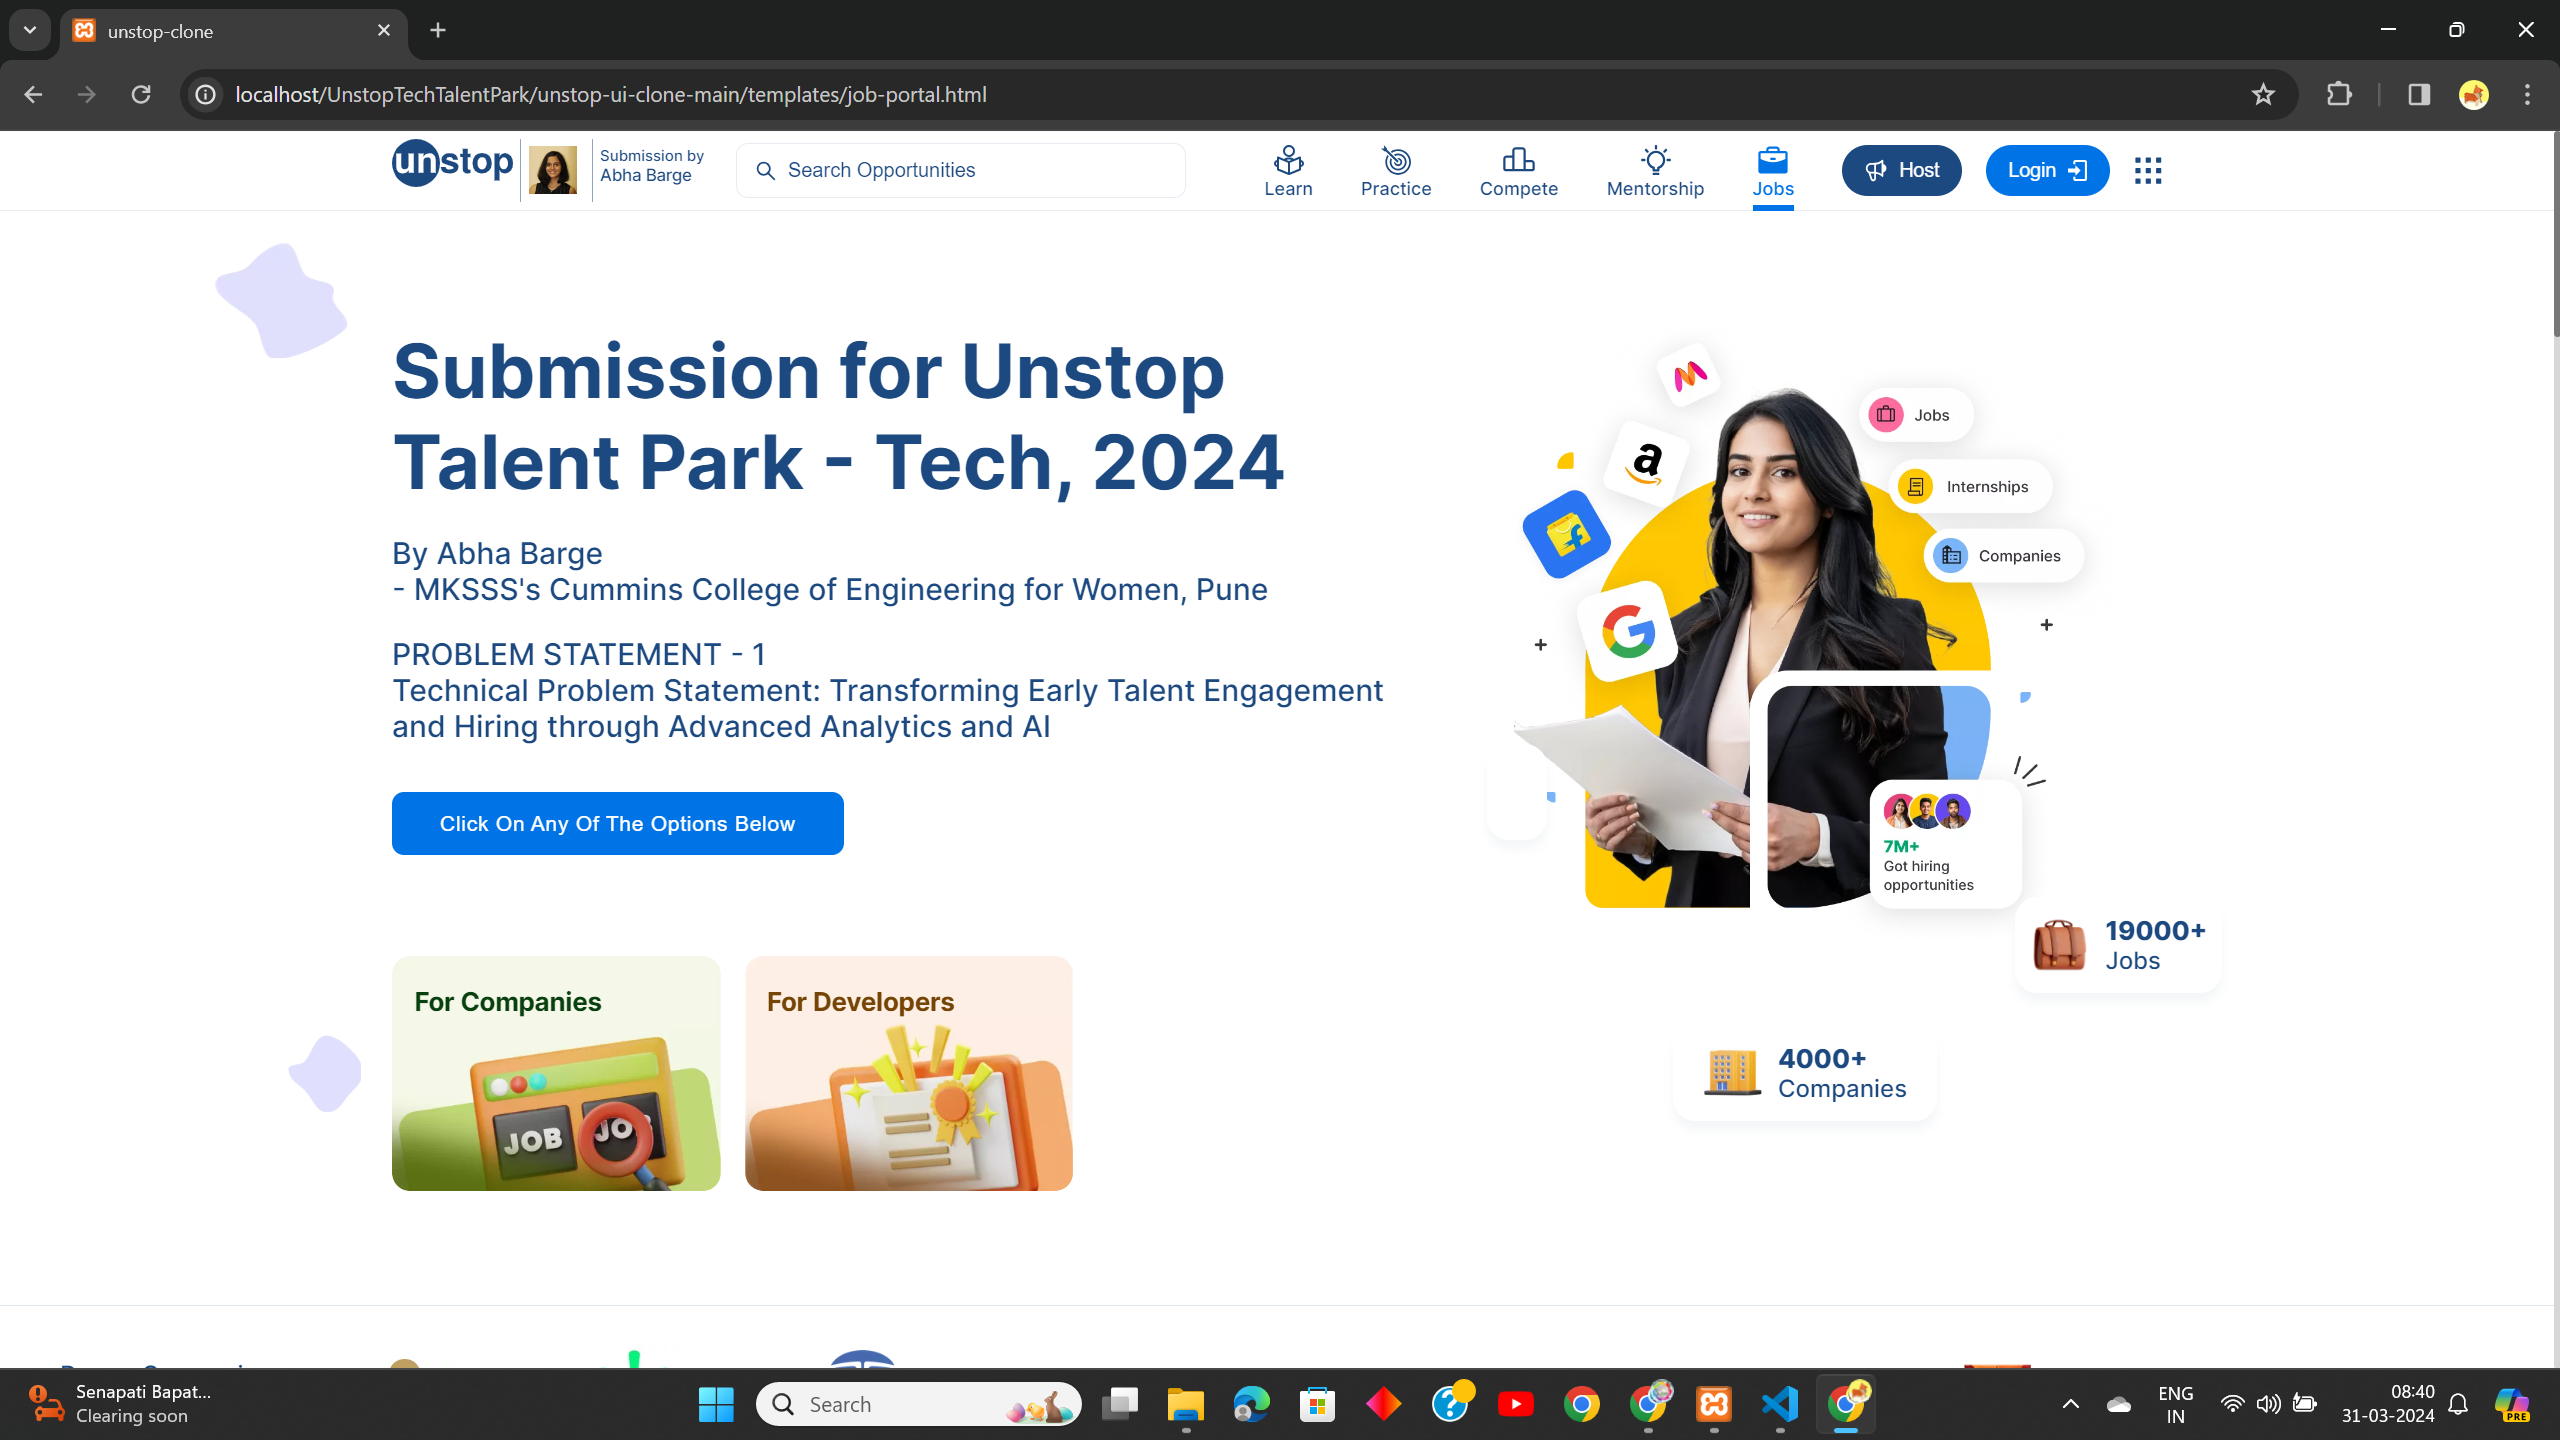 unstop-clone
localhost/UnstopTechTalentPark/unstop-ui-clone-main/templates/job-portal.html
unstop
Submission by
Abha Barge
Search Opportunities
Learn
Practice
Compete
Mentorship
Jobs
Host
Login
Submission for Unstop
Talent Park - Tech, 2024
By Abha Barge
- MKSSS's Cummins College of Engineering for Women, Pune
PROBLEM STATEMENT - 1
Technical Problem Statement: Transforming Early Talent Engagement
and Hiring through Advanced Analytics and AI
Click On Any Of The Options Below
Jobs
Internships
Companies
7M+
Got hiring
opportunities
19000+
Jobs
4000+
Companies
For Companies
JOB
For Developers
Senapati Bapat...
Clearing soon
Search
ENG
IN
08:40
31-03-2024
PRE